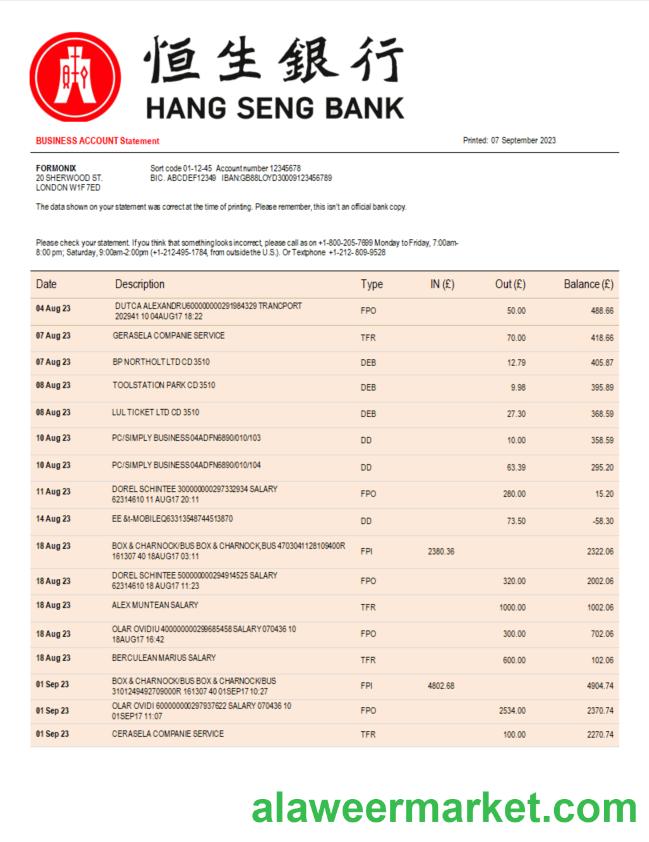 恒生銀行
HANG SENG BANK
BUSINESS ACCOUNT Statement Printed: 07 September 2023
FORMONIX Sort code 01-12-45 Account number 12345678
20 SHERWOOD ST. BIC. ABCDEF12349 IBAN:GB88LOYD30009123456789
LONDON W1F 7ED
The data shown on your statement was correct at the time of printing. Please remember, this isn't an official bank copy.
Please check your statement. If you think that something looks incorrect, please call as on +1-800-205-7699 Monday to Friday, 7:00am-
8:00 pm; Saturday, 9:00am-2:00pm (+1-212-495-1784, from outside the U.S.). Or Textphone +1-212- 809-9528
Date Description Type IN (£) Out (£) Balance (£)
04 Aug 23 DUTCA ALEXANDRU600000000291984329 TRANCPORT
202941 10 04AUG17 18:22 FPO 50.00 488.66
07 Aug 23 GERASELA COMPANIE SERVICE TFR 70.00 418.66
07 Aug 23 BP NORTHOLT LTD CD 3510 DEB 12.79 405.87
08 Aug 23 TOOLSTATION PARK CD 3510 DEB 9.98 395.89
08 Aug 23 LUL TICKET LTD CD 3510 DEB 27.30 368.59
10 Aug 23 PC/SIMPLY BUSINESS04ADFN6890/010/103 DD 10.00 358.59
10 Aug 23 PC/SIMPLY BUSINESS04ADFN6890/010/104 DD 63.39 295.20
11 Aug 23 DOREL SCHINTEE 300000000297332934 SALARY
62314610 11 AUG17 20:11 FPO 280.00 15.20
14 Aug 23 EE &t-MOBILEQ63313548744513870 DD 73.50 -58.30
18 Aug 23 BOX & CHARNOCK/BUS BOX & CHARNOCK,BUS 4703041128109400R
161307 40 18AUG17 03:11 FPI 2380.36 2322.06
18 Aug 23 DOREL SCHINTEE 500000000294914525 SALARY
62314610 18 AUG17 11:23 FPO 320.00 2002.06
18 Aug 23 ALEX MUNTEAN SALARY TFR 1000.00 1002.06
18 Aug 23 OLAR OVIDIU 400000000299685458 SALARY 070436 10
18AUG17 16:42 FPO 300.00 702.06
18 Aug 23 BERCULEAN MARIUS SALARY TFR 600.00 102.06
01 Sep 23 BOX & CHARNOCK/BUS BOX & CHARNOCK/BUS
3101249492709000R 161307 40 01SEP17 10:27 FPI 4802.68 4904.74
01 Sep 23 OLAR OVIDI 600000000297937622 SALARY 070436 10
01SEP17 11:07 FPO 2534.00 2370.74
01 Sep 23 CERASELA COMPANIE SERVICE TFR 100.00 2270.74
alaweermarket.com